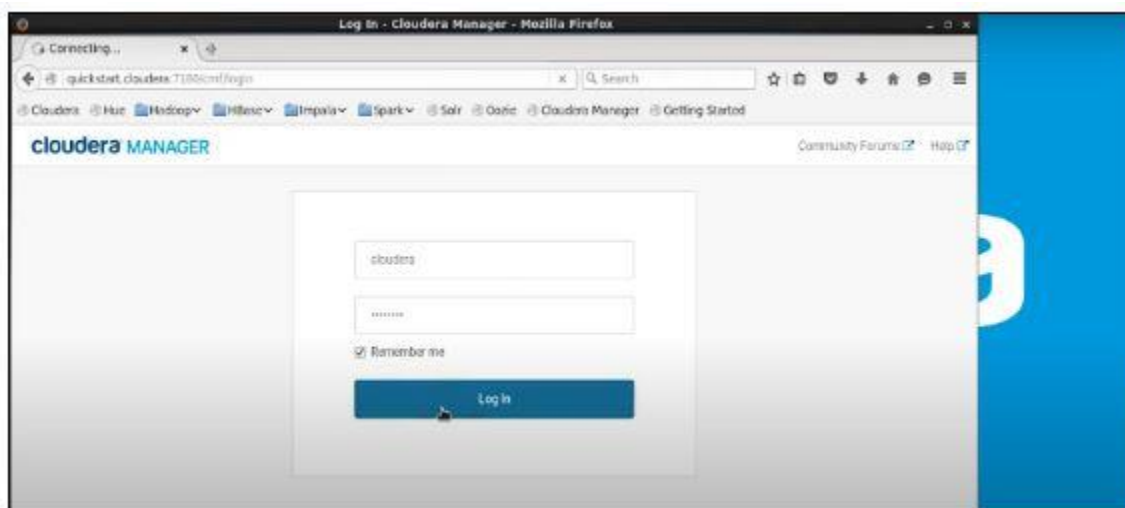 Log In - Cloudera Manager - Mozilla Firefox
Connecting...
quickstart.cloudera:7180/cmf/login
Search
Cloudera Hue Hadoop HBase Impala Spark Solr Oozie Cloudera Manager Getting Started
cloudera MANAGER
Community Forums Help
cloudera
Remember me
Log In
a